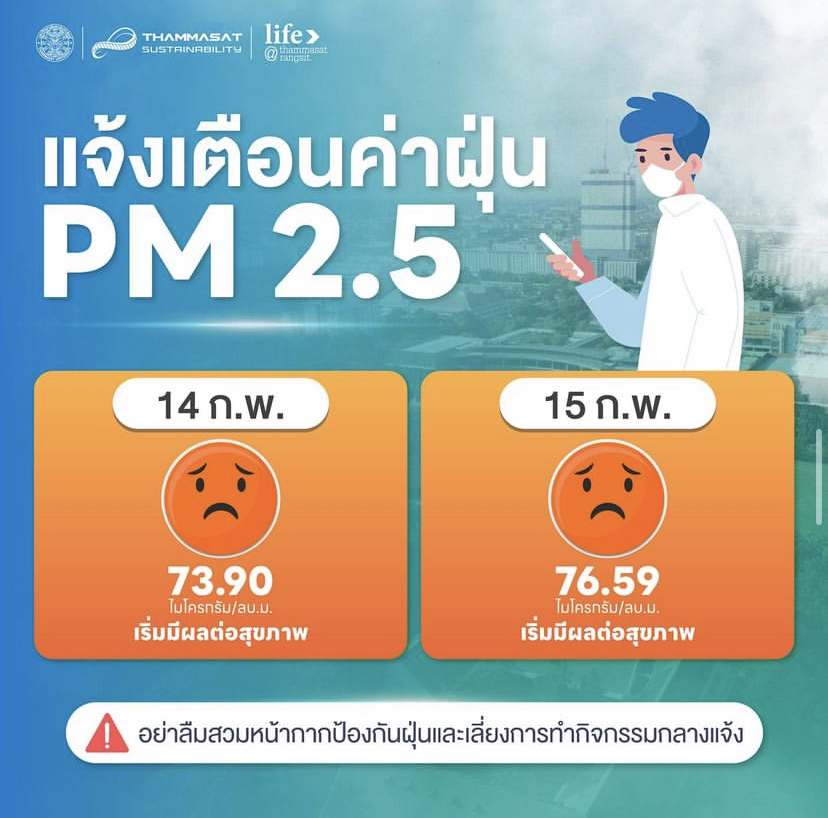 THAMMASAT
SUSTAINABILITY
life
@thammasat
rangsit.
แจ้งเตือนค่าฝุ่น
PM 2.5
14 ก.พ.
73.90
ไมโครกรัม/ลบ.ม.
เริ่มมีผลต่อสุขภาพ
15 ก.พ.
76.59
ไมโครกรัม/ลบ.ม.
เริ่มมีผลต่อสุขภาพ
อย่าลืมสวมหน้ากากป้องกันฝุ่นและเลี่ยงการทำกิจกรรมกลางแจ้ง